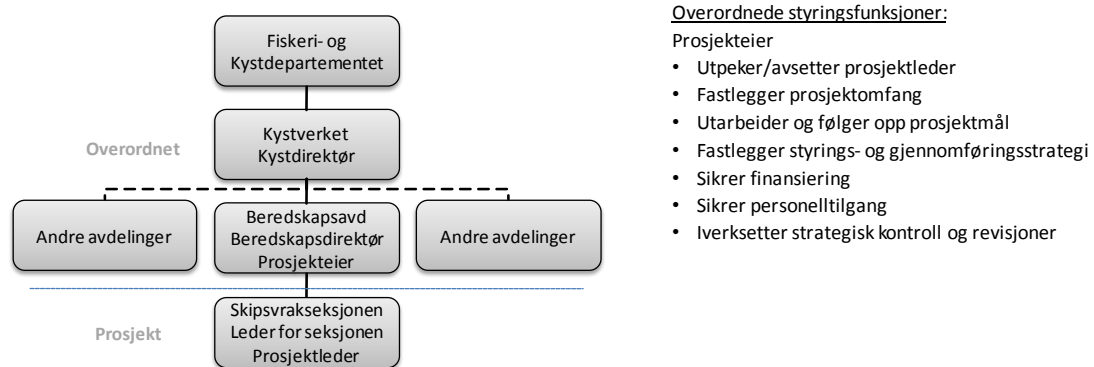 Fiskeri- og
Kystdepartementet
Kystverket
Kystdirektør
Overordnet
Andre avdelinger
Beredskapsavd
Beredskapsdirektør
Prosjekteier
Andre avdelinger
Skipsvrakseksjonen
Leder for seksjonen
Prosjektleder
Prosjekt
Overordnede styringsfunksjoner:
Prosjekteier
• Utpeker/avsetter prosjektleder
• Fastlegger prosjektomfang
• Utarbeider og følger opp prosjektmål
• Fastlegger styrings- og gjennomføringsstrategi
• Sikrer finansiering
• Sikrer personelltilgang
• Iverksetter strategisk kontroll og revisjoner